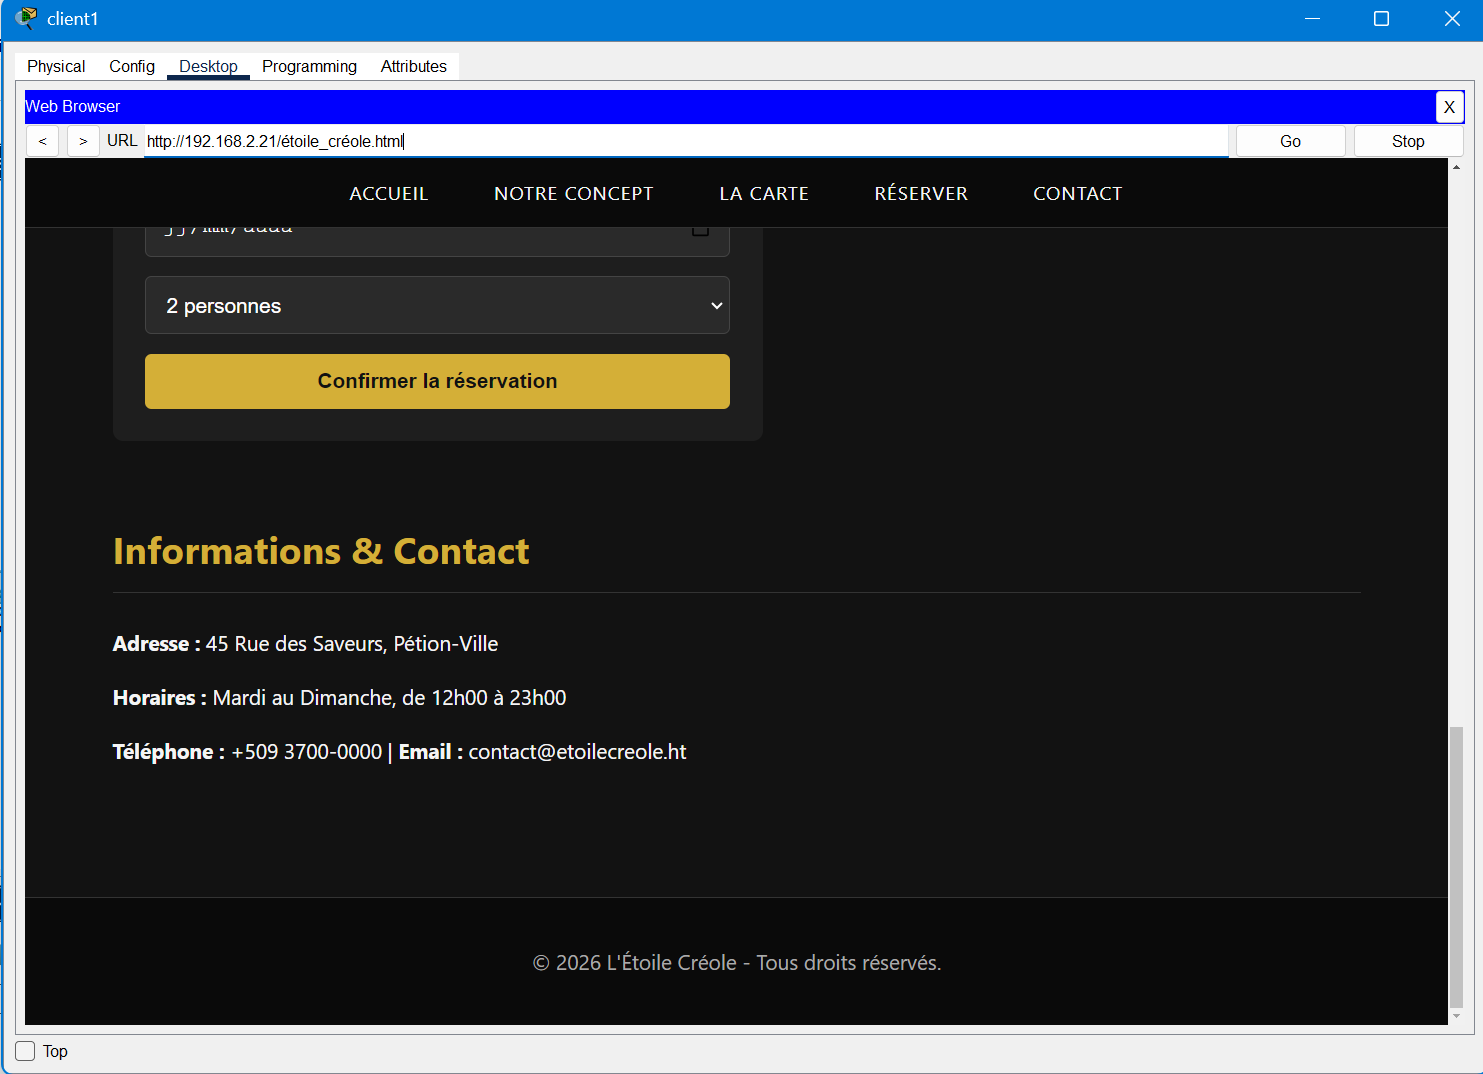 client1
Physical Config Desktop Programming Attributes
Web Browser X
< > URL http://192.168.2.21/étoile_créole.html Go Stop
ACCUEIL NOTRE CONCEPT LA CARTE RÉSERVER CONTACT
jj/mm/aaaa
2 personnes
Confirmer la réservation
Informations & Contact
Adresse : 45 Rue des Saveurs, Pétion-Ville
Horaires : Mardi au Dimanche, de 12h00 à 23h00
Téléphone : +509 3700-0000 | Email : contact@etoilecreole.ht
© 2026 L'Étoile Créole - Tous droits réservés.
Top